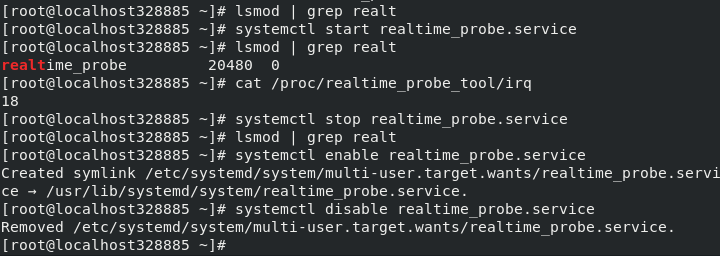 [root@localhost328885 ~]# lsmod | grep realt
[root@localhost328885 ~]# systemctl start realtime_probe.service
[root@localhost328885 ~]# lsmod | grep realt
realtime_probe         20480  0
[root@localhost328885 ~]# cat /proc/realtime_probe_tool/irq
18
[root@localhost328885 ~]# systemctl stop realtime_probe.service
[root@localhost328885 ~]# lsmod | grep realt
[root@localhost328885 ~]# systemctl enable realtime_probe.service
Created symlink /etc/systemd/system/multi-user.target.wants/realtime_probe.servi
ce → /usr/lib/systemd/system/realtime_probe.service.
[root@localhost328885 ~]# systemctl disable realtime_probe.service
Removed /etc/systemd/system/multi-user.target.wants/realtime_probe.service.
[root@localhost328885 ~]#